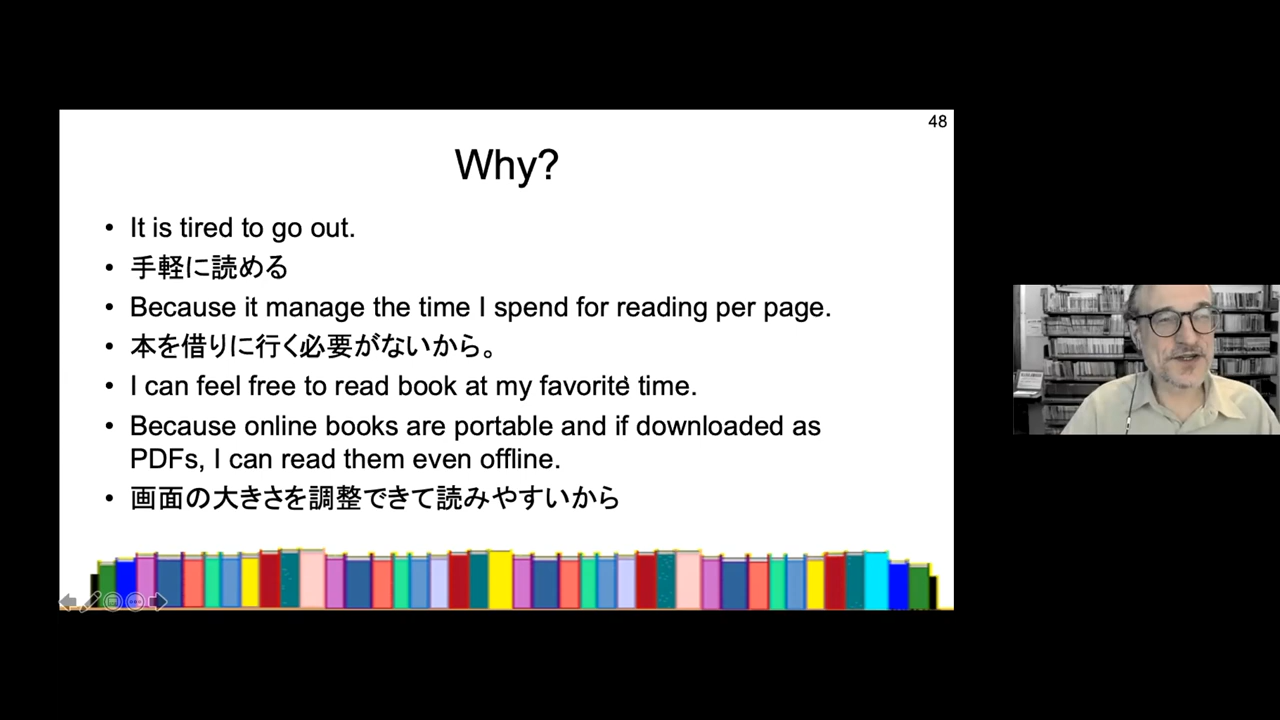 48
Why?
• It is tired to go out.
• 手軽に読める
• Because it manage the time I spend for reading per page.
• 本を借りに行く必要がないから。
• I can feel free to read book at my favorite time.
• Because online books are portable and if downloaded as
PDFs, I can read them even offline.
• 画面の大きさを調整できて読みやすいから